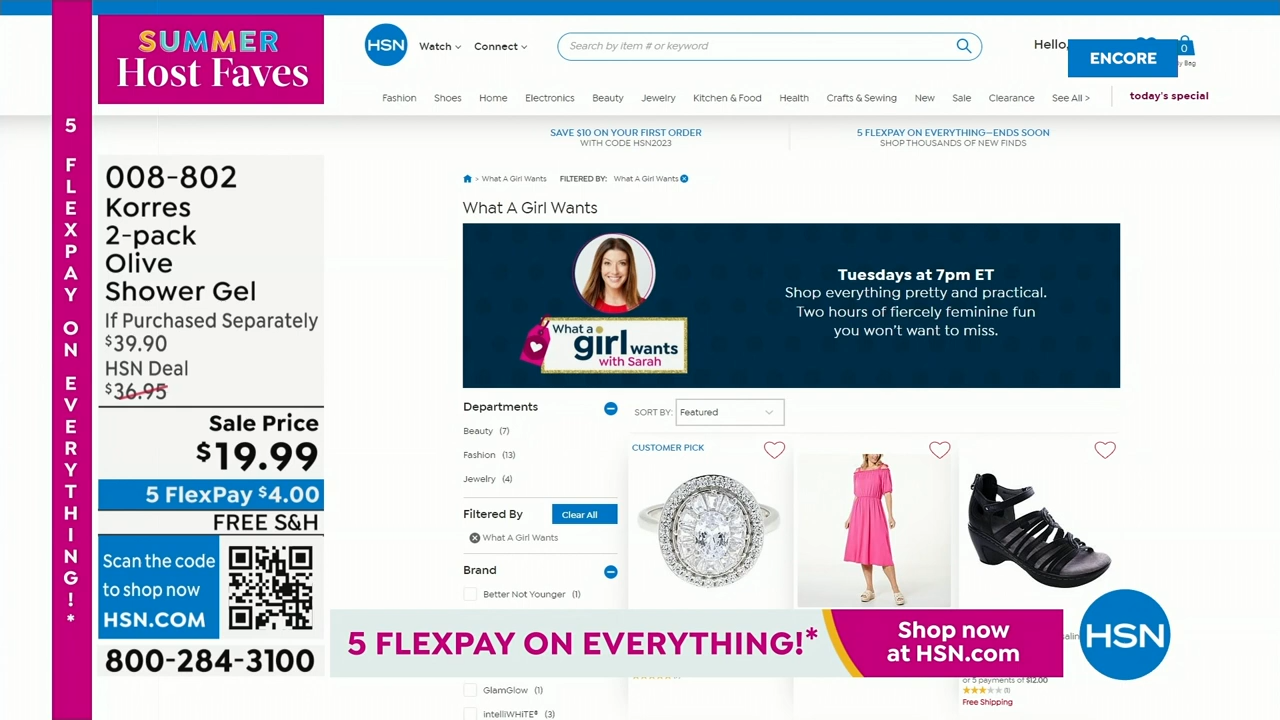 5 FLEXPAY ON EVERYTHING!*
SUMMER
Host Faves
008-802
Korres
2-pack
Olive
Shower Gel
If Purchased Separately
$39.90
HSN Deal
$36.95
Sale Price
$19.99
5 FlexPay $4.00
FREE S&H
Scan the code
to shop now
HSN.COM
800-284-3100
HSN
Watch
Connect
Search by item # or keyword
Hello,
ENCORE
0
Bag
Fashion
Shoes
Home
Electronics
Beauty
Jewelry
Kitchen & Food
Health
Crafts & Sewing
New
Sale
Clearance
See All >
today's special
SAVE $10 ON YOUR FIRST ORDER
WITH CODE HSN2023
5 FLEXPAY ON EVERYTHING—ENDS SOON
SHOP THOUSANDS OF NEW FINDS
> What A Girl Wants FILTERED BY: What A Girl Wants
What A Girl Wants
What a
girl wants
with Sarah
Tuesdays at 7pm ET
Shop everything pretty and practical.
Two hours of fiercely feminine fun
you won't want to miss.
Departments
Beauty (7)
Fashion (13)
Jewelry (4)
Filtered By
Clear All
What A Girl Wants
Brand
Better Not Younger (1)
GlamGlow (1)
intelliWHiTE® (3)
SORT BY: Featured
CUSTOMER PICK
5 FLEXPAY ON EVERYTHING!*
Shop now
at HSN.com
HSN
or 5 payments of $12.00
(1)
Free Shipping